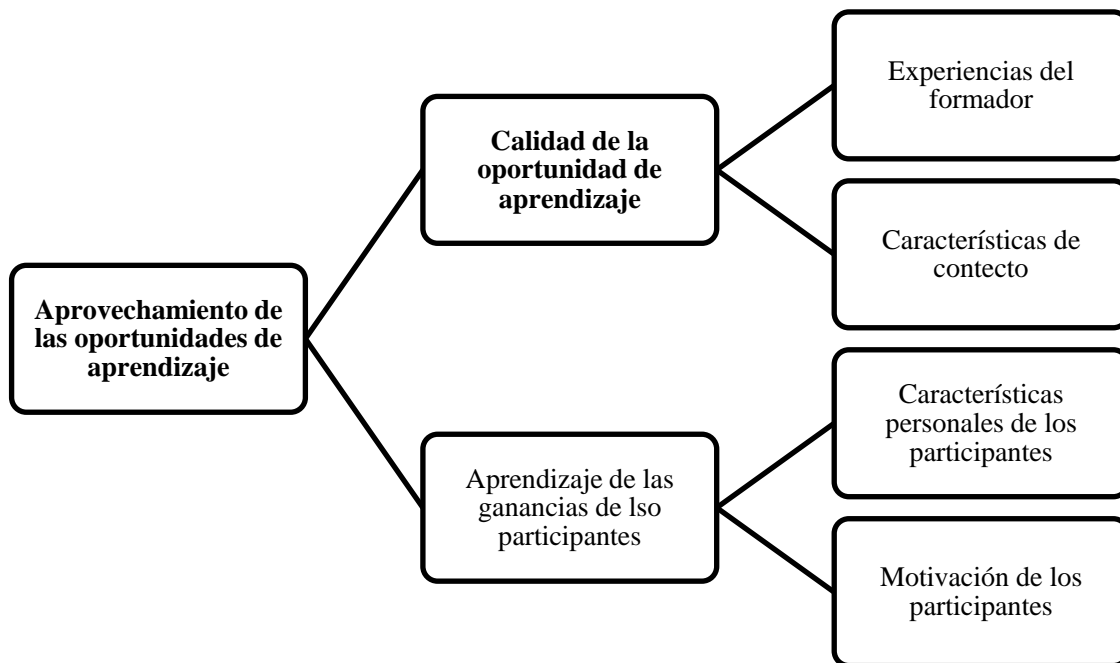 Aprovechamiento de
las oportunidades de
aprendizaje
Calidad de la
oportunidad de
aprendizaje
Experiencias del
formador
Características de
contecto
Aprendizaje de las
ganancias de lso
participantes
Características
personales de los
participantes
Motivación de los
participantes